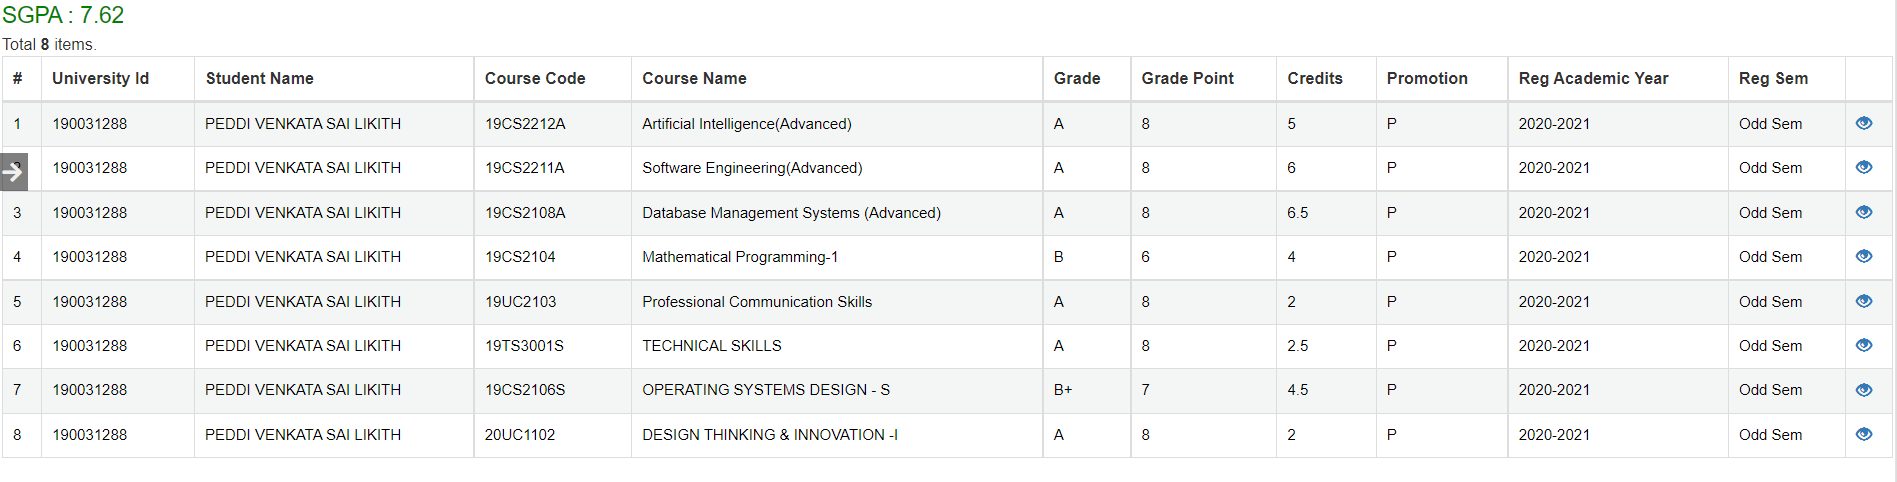 SGPA : 7.62
Total 8 items.
# University Id Student Name Course Code Course Name Grade Grade Point Credits Promotion Reg Academic Year Reg Sem
1 190031288 PEDDI VENKATA SAI LIKITH 19CS2212A Artificial Intelligence(Advanced) A 8 5 P 2020-2021 Odd Sem
190031288 PEDDI VENKATA SAI LIKITH 19CS2211A Software Engineering(Advanced) A 8 6 P 2020-2021 Odd Sem
3 190031288 PEDDI VENKATA SAI LIKITH 19CS2108A Database Management Systems (Advanced) A 8 6.5 P 2020-2021 Odd Sem
4 190031288 PEDDI VENKATA SAI LIKITH 19CS2104 Mathematical Programming-1 B 6 4 P 2020-2021 Odd Sem
5 190031288 PEDDI VENKATA SAI LIKITH 19UC2103 Professional Communication Skills A 8 2 P 2020-2021 Odd Sem
6 190031288 PEDDI VENKATA SAI LIKITH 19TS3001S TECHNICAL SKILLS A 8 2.5 P 2020-2021 Odd Sem
7 190031288 PEDDI VENKATA SAI LIKITH 19CS2106S OPERATING SYSTEMS DESIGN - S B+ 7 4.5 P 2020-2021 Odd Sem
8 190031288 PEDDI VENKATA SAI LIKITH 20UC1102 DESIGN THINKING & INNOVATION -I A 8 2 P 2020-2021 Odd Sem